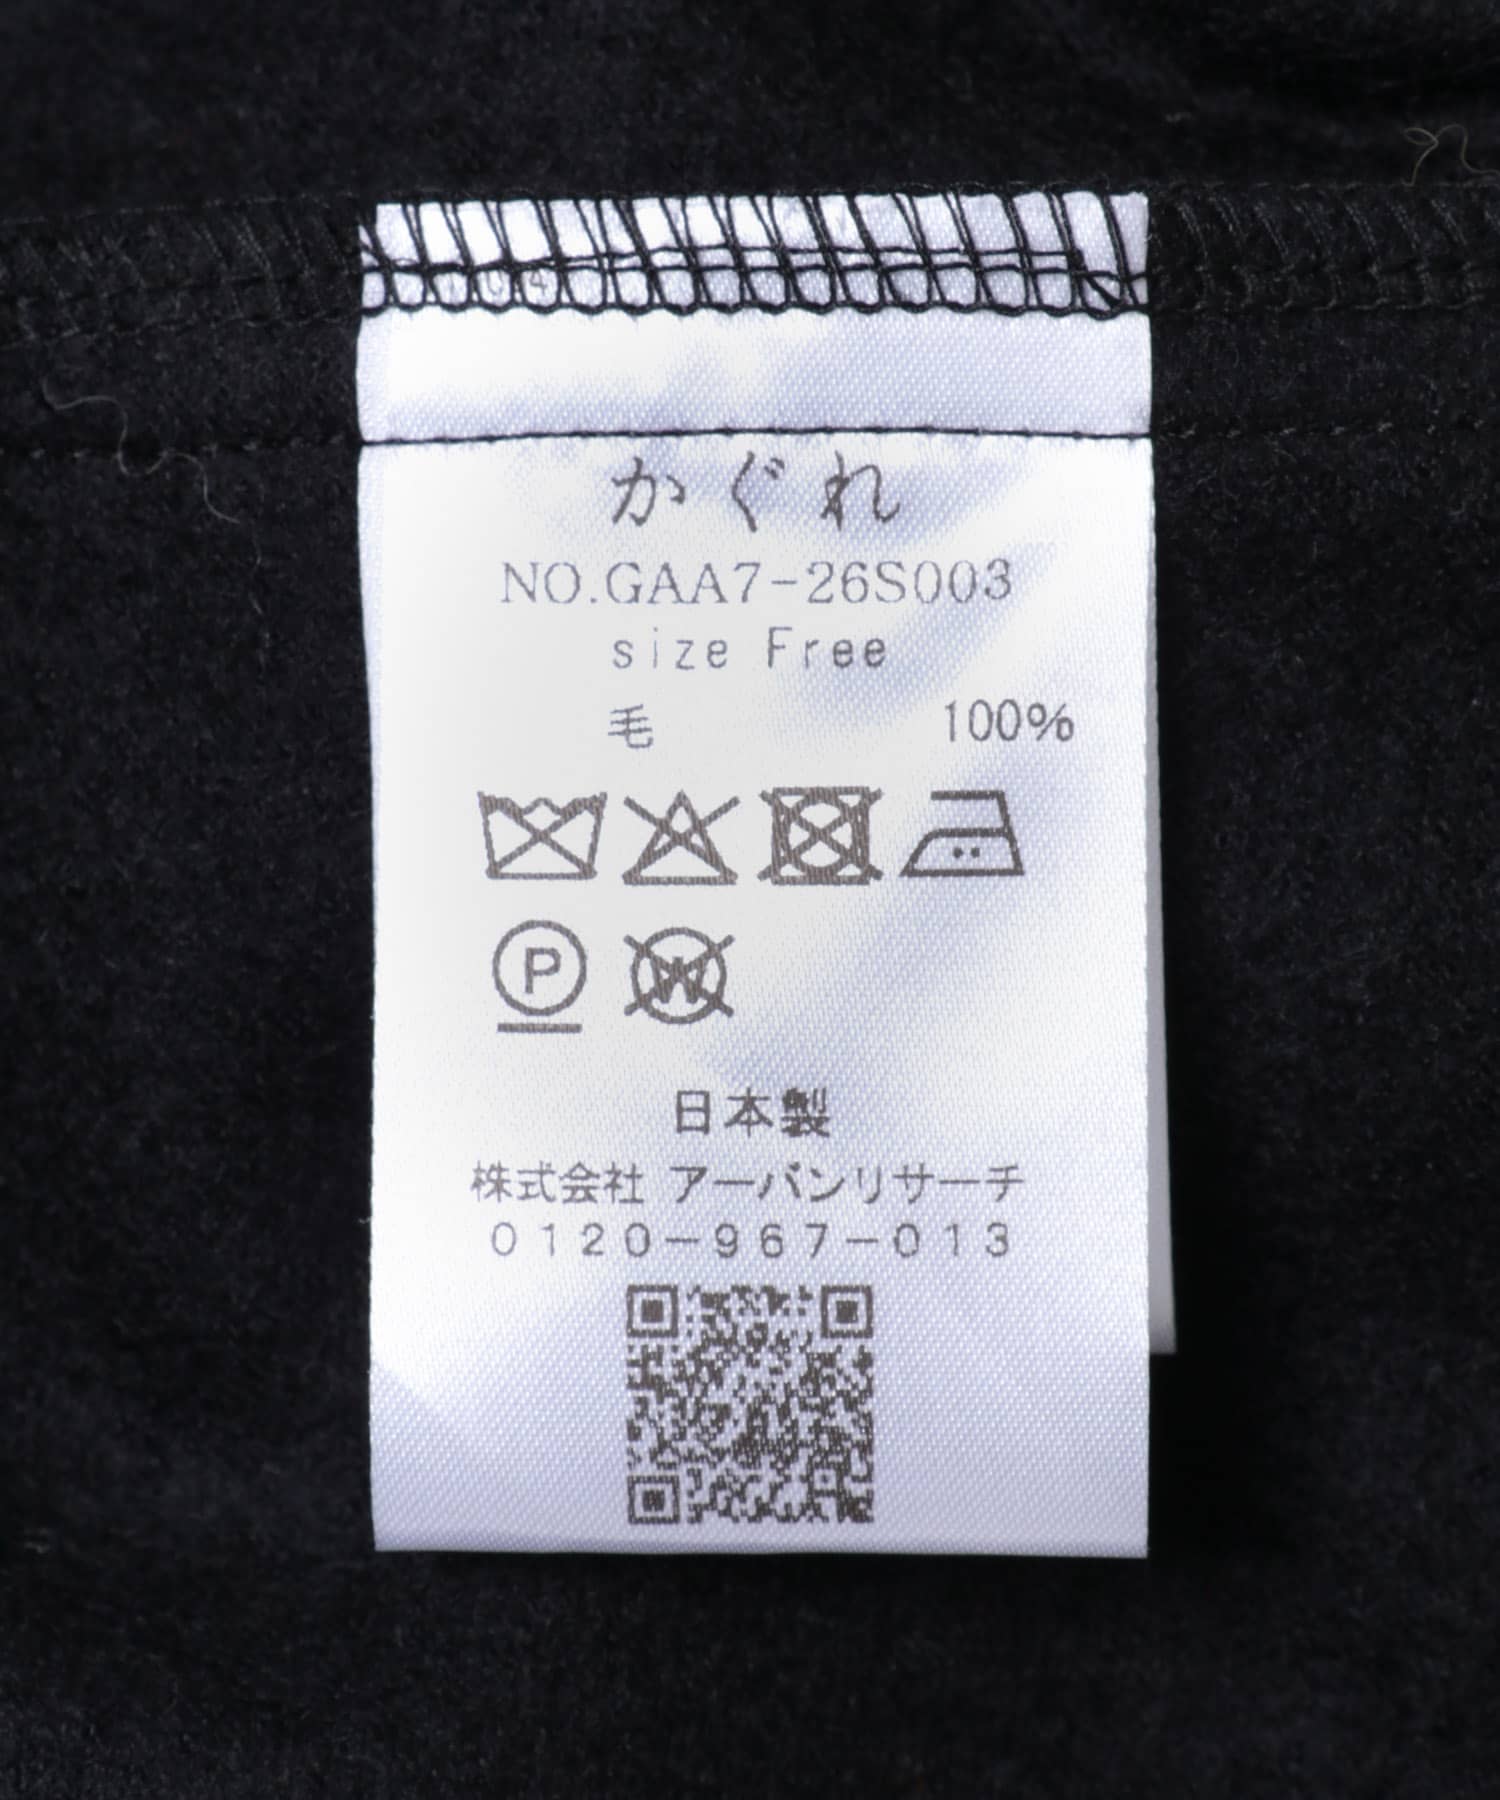 かぐれ
NO.GAA7-26S003
size Free
毛 100%
P W
日本製
株式会社 アーバンリサーチ
0120-967-013